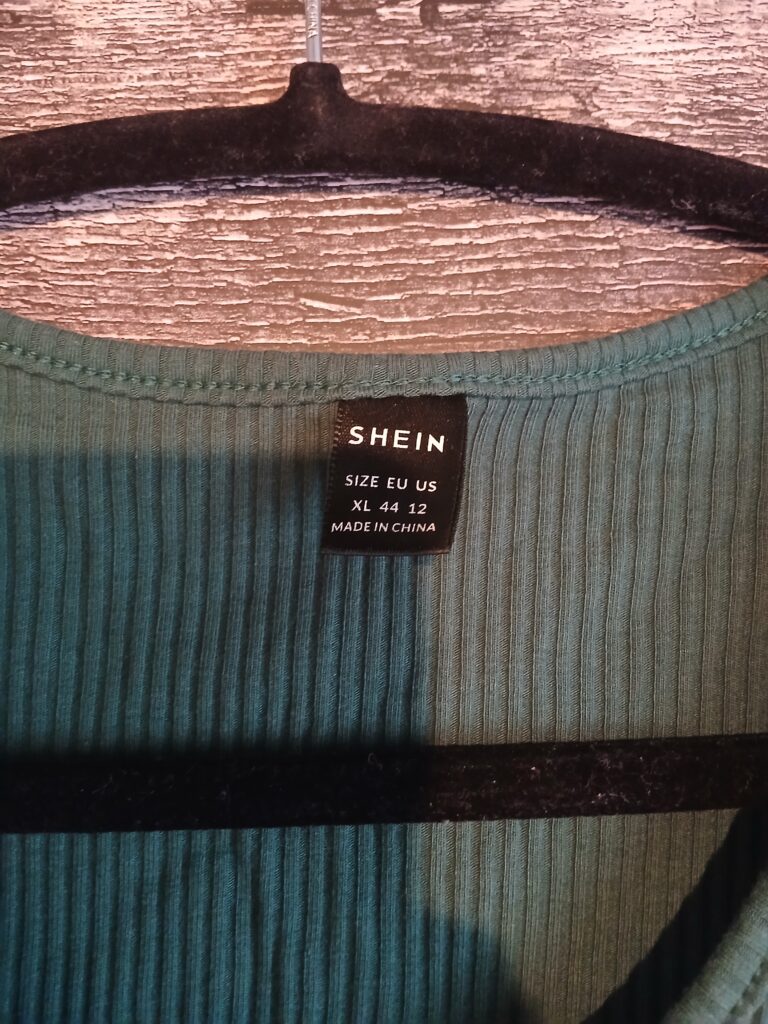 SHEIN
SIZE EU US
XL 44 12
MADE IN CHINA